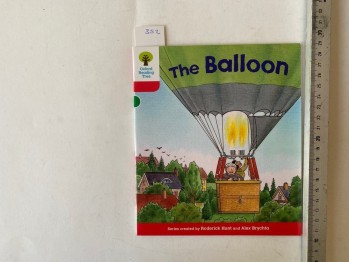 Oxford
Reading
Tree
The Balloon
Series created by Roderick Hunt and Alex Brychta